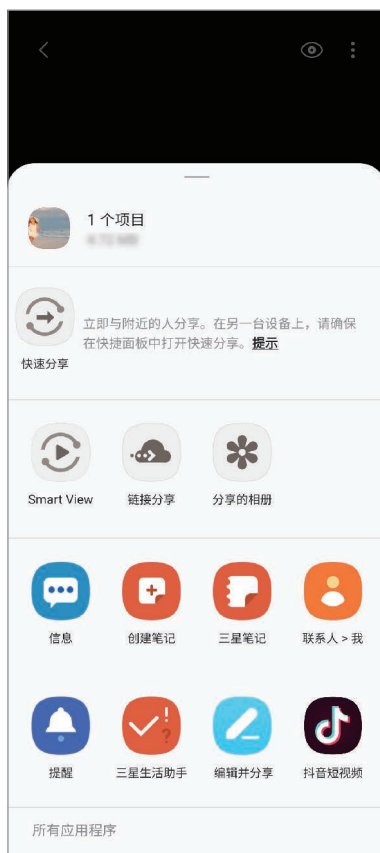 1 个项目
立即与附近的人分享。在另一台设备上，请确保
在快捷面板中打开快速分享。提示
快速分享
Smart View
链接分享
分享的相册
信息
创建笔记
三星笔记
联系人 > 我
提醒
三星生活助手
编辑并分享
抖音短视频
所有应用程序